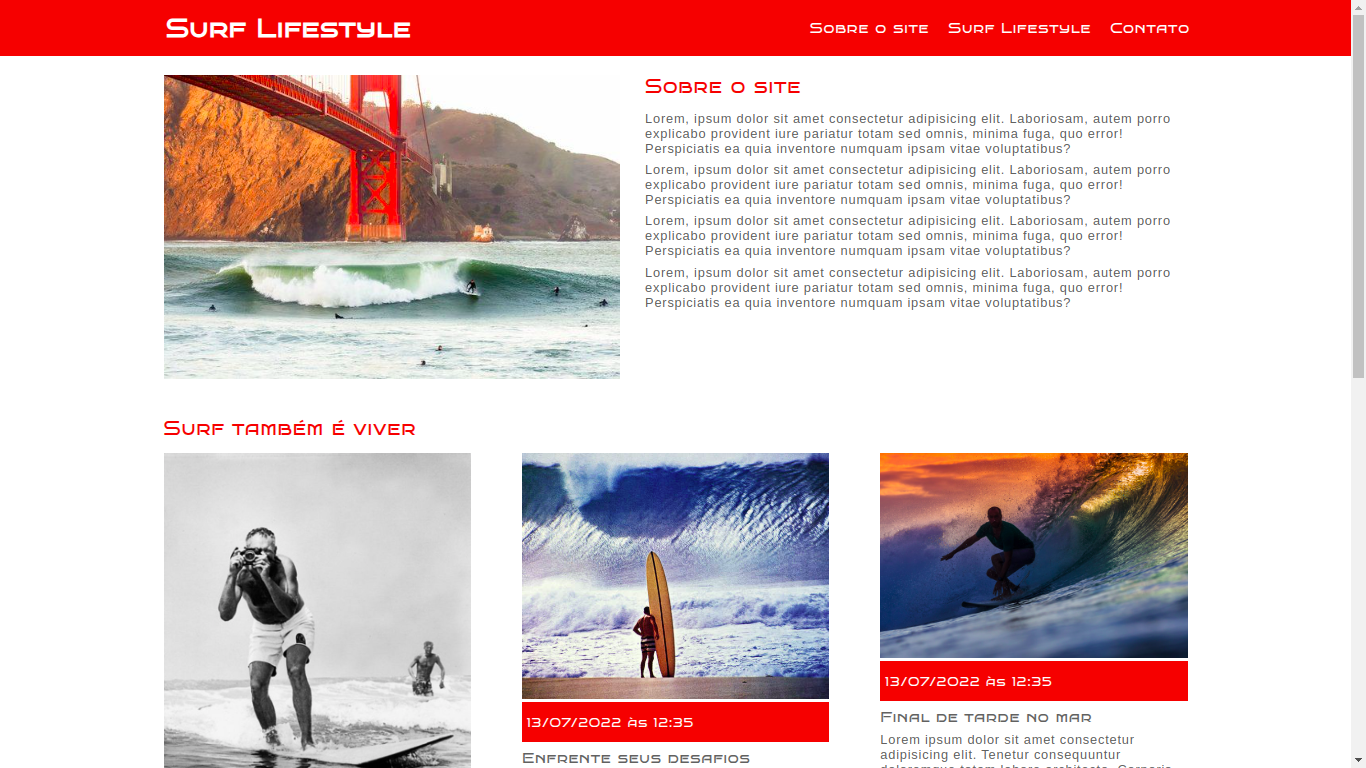 Surf Lifestyle
Sobre o site Surf Lifestyle Contato
Sobre o site
Lorem, ipsum dolor sit amet consectetur adipisicing elit. Laboriosam, autem porro
explicabo provident iure pariatur totam sed omnis, minima fuga, quo error!
Perspiciatis ea quia inventore numquam ipsam vitae voluptatibus?
Lorem, ipsum dolor sit amet consectetur adipisicing elit. Laboriosam, autem porro
explicabo provident iure pariatur totam sed omnis, minima fuga, quo error!
Perspiciatis ea quia inventore numquam ipsam vitae voluptatibus?
Lorem, ipsum dolor sit amet consectetur adipisicing elit. Laboriosam, autem porro
explicabo provident iure pariatur totam sed omnis, minima fuga, quo error!
Perspiciatis ea quia inventore numquam ipsam vitae voluptatibus?
Lorem, ipsum dolor sit amet consectetur adipisicing elit. Laboriosam, autem porro
explicabo provident iure pariatur totam sed omnis, minima fuga, quo error!
Perspiciatis ea quia inventore numquam ipsam vitae voluptatibus?
Surf também é viver
13/07/2022 às 12:35
Enfrente seus desafios
13/07/2022 às 12:35
Final de tarde no mar
Lorem ipsum dolor sit amet consectetur
adipisicing elit. Tenetur consequuntur